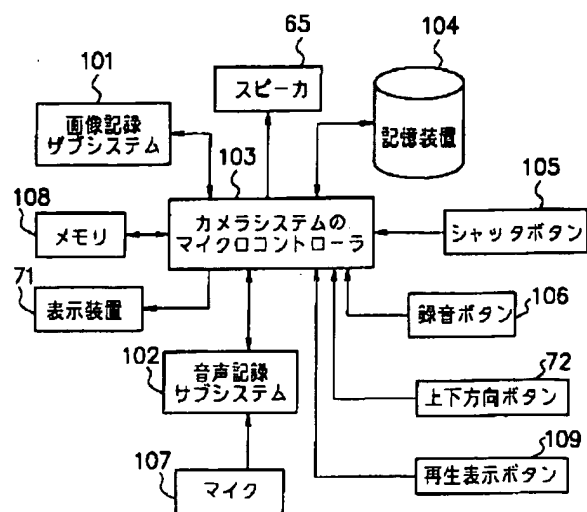 65
スピーカ
104
記憶装置
101
画像記録
サブシステム
103
カメラシステムの
マイクロコントローラ
105
シャッタボタン
108
メモリ
106
録音ボタン
71
表示装置
102
音声記録
サブシステム
72
上下方向ボタン
109
再生表示ボタン
107
マイク